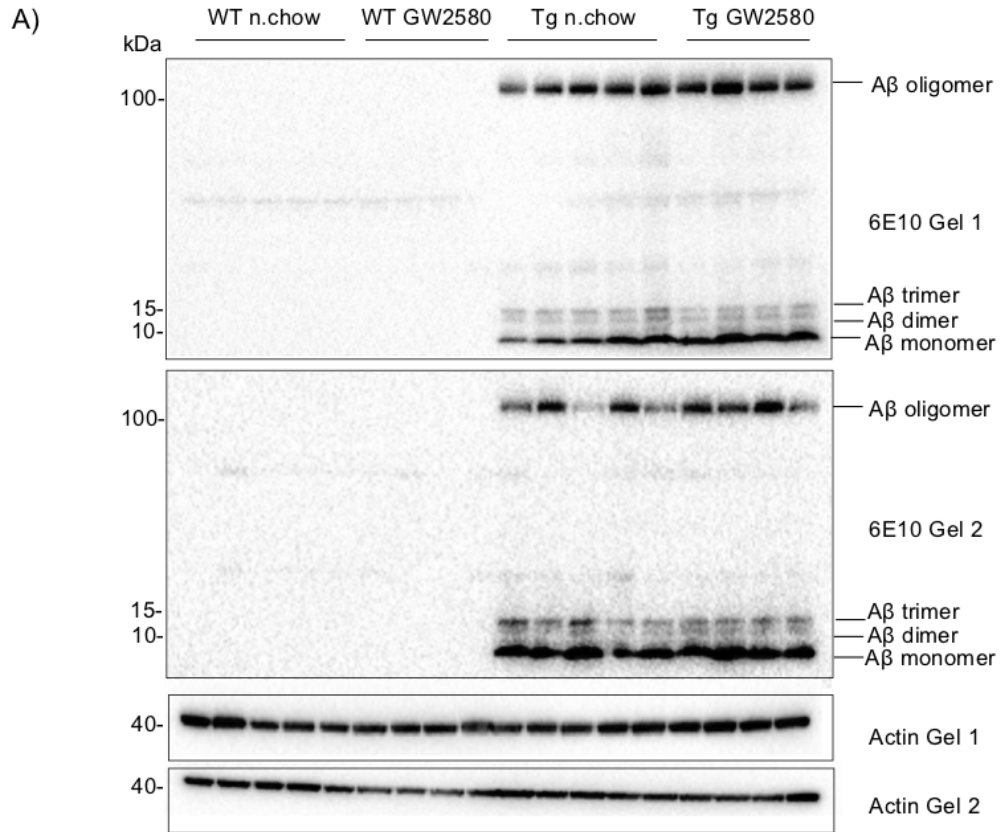 A)
WT n.chow WT GW2580 Tg n.chow Tg GW2580
kDa
100-
Aβ oligomer
6E10 Gel 1
15-
Aβ trimer
10-
Aβ dimer
Aβ monomer
100-
Aβ oligomer
6E10 Gel 2
15-
Aβ trimer
10-
Aβ dimer
Aβ monomer
40-
Actin Gel 1
40-
Actin Gel 2